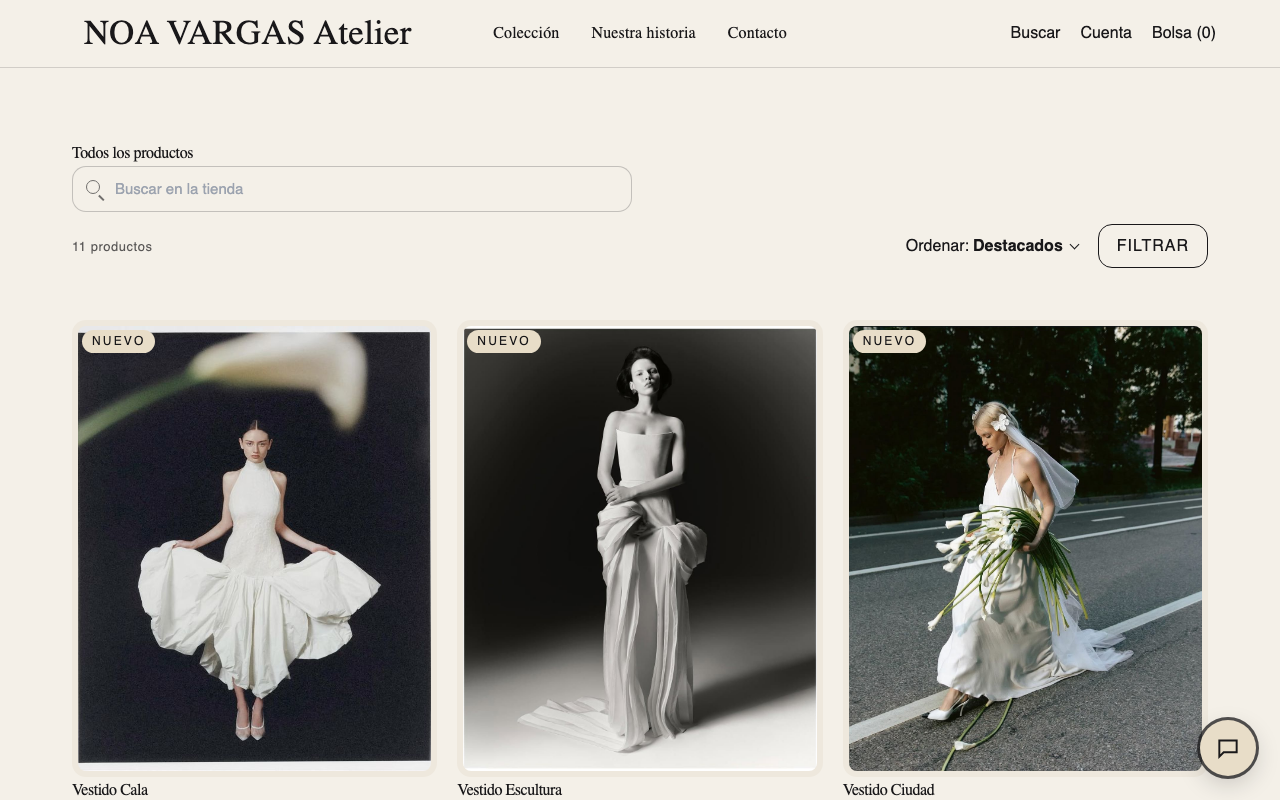 NOA VARGAS Atelier
Colección
Nuestra historia
Contacto
Buscar
Cuenta
Bolsa (0)
Todos los productos
Buscar en la tienda
11 productos
Ordenar: Destacados
FILTRAR
NUEVO
NUEVO
NUEVO
Vestido Cala
Vestido Escultura
Vestido Ciudad